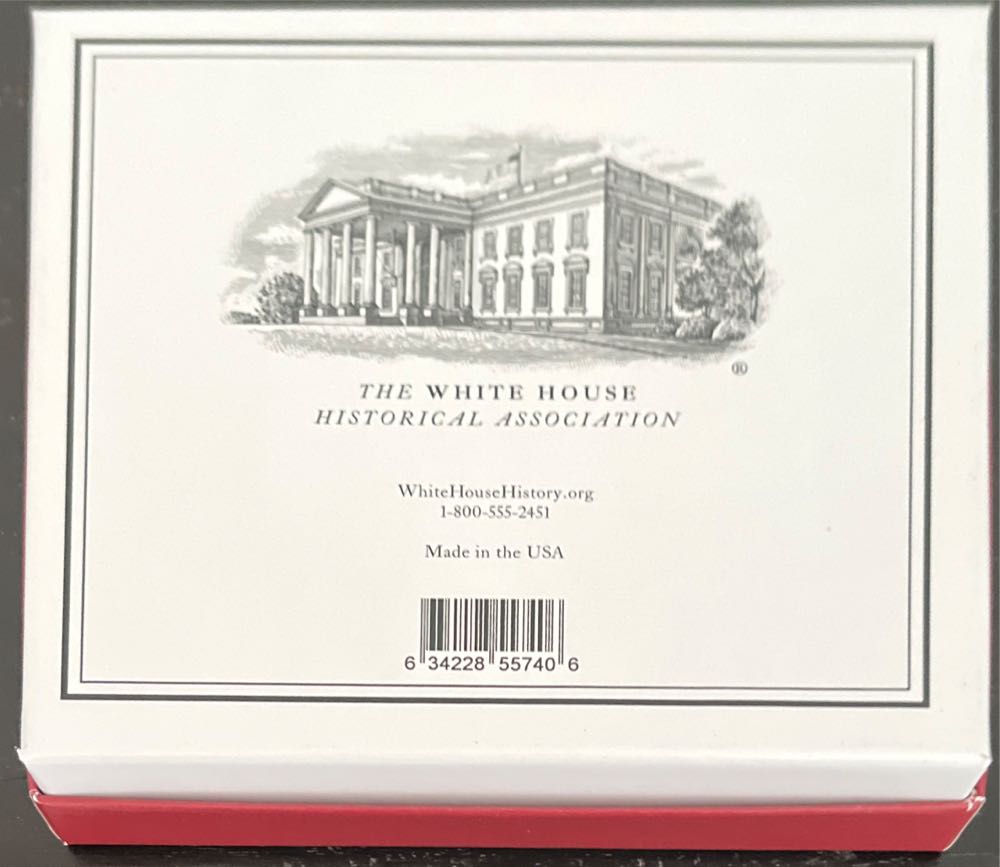 ®
THE WHITE HOUSE
HISTORICAL ASSOCIATION
WhiteHouseHistory.org
1-800-555-2451
Made in the USA
6 34228 55740 6